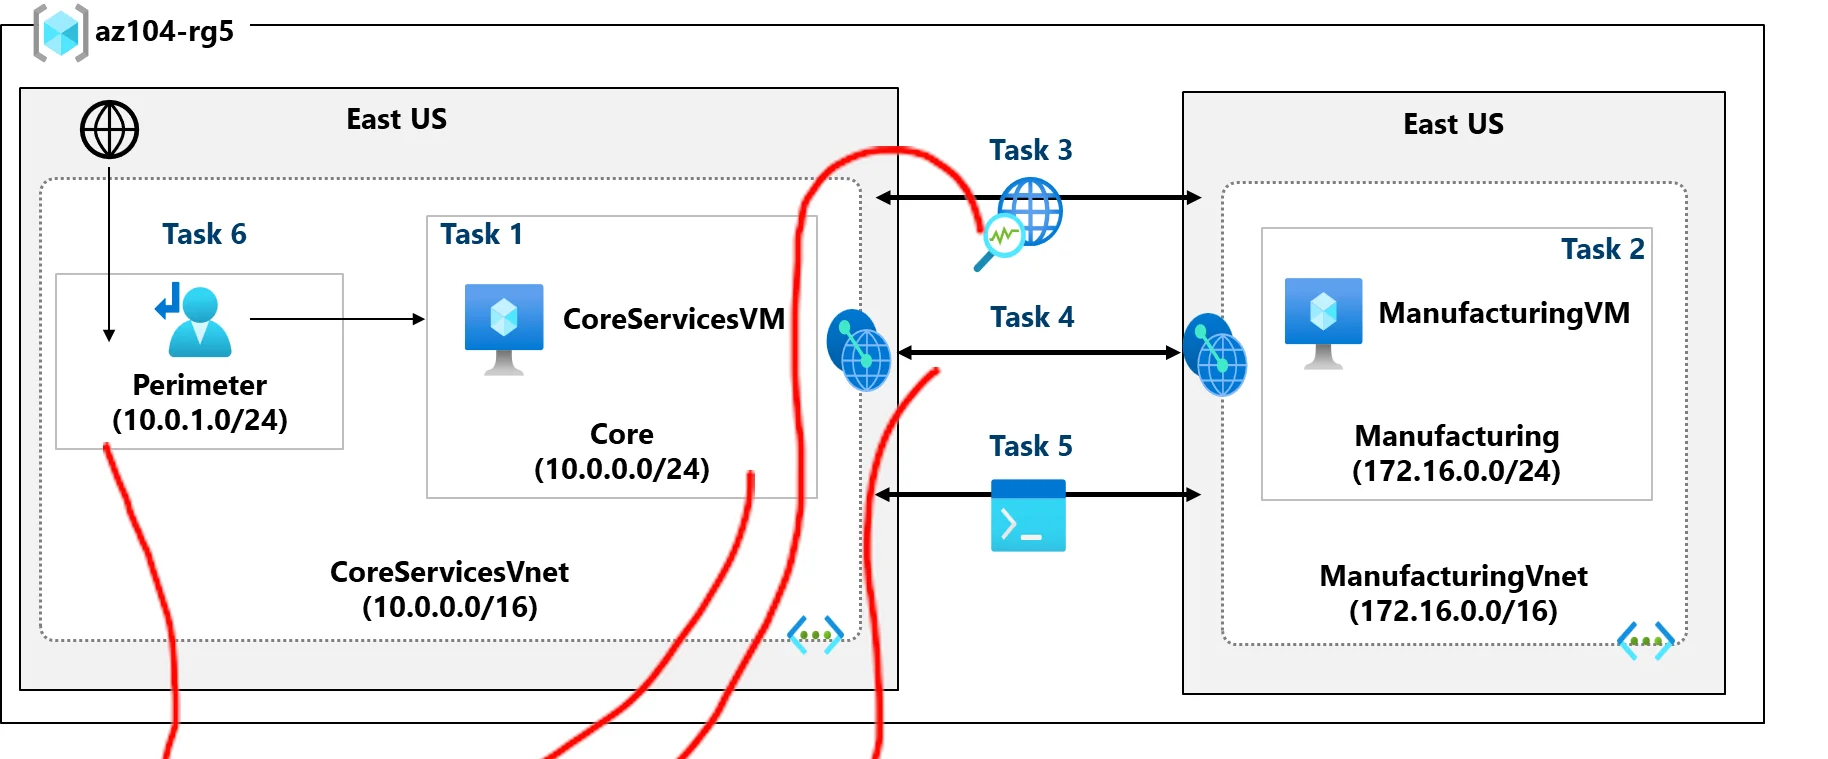 az104-rg5
East US
Task 6
Perimeter
(10.0.1.0/24)
Task 1
CoreServicesVM
Core
(10.0.0.0/24)
CoreServicesVnet
(10.0.0.0/16)
Task 3
Task 4
Task 5
East US
Task 2
ManufacturingVM
Manufacturing
(172.16.0.0/24)
ManufacturingVnet
(172.16.0.0/16)